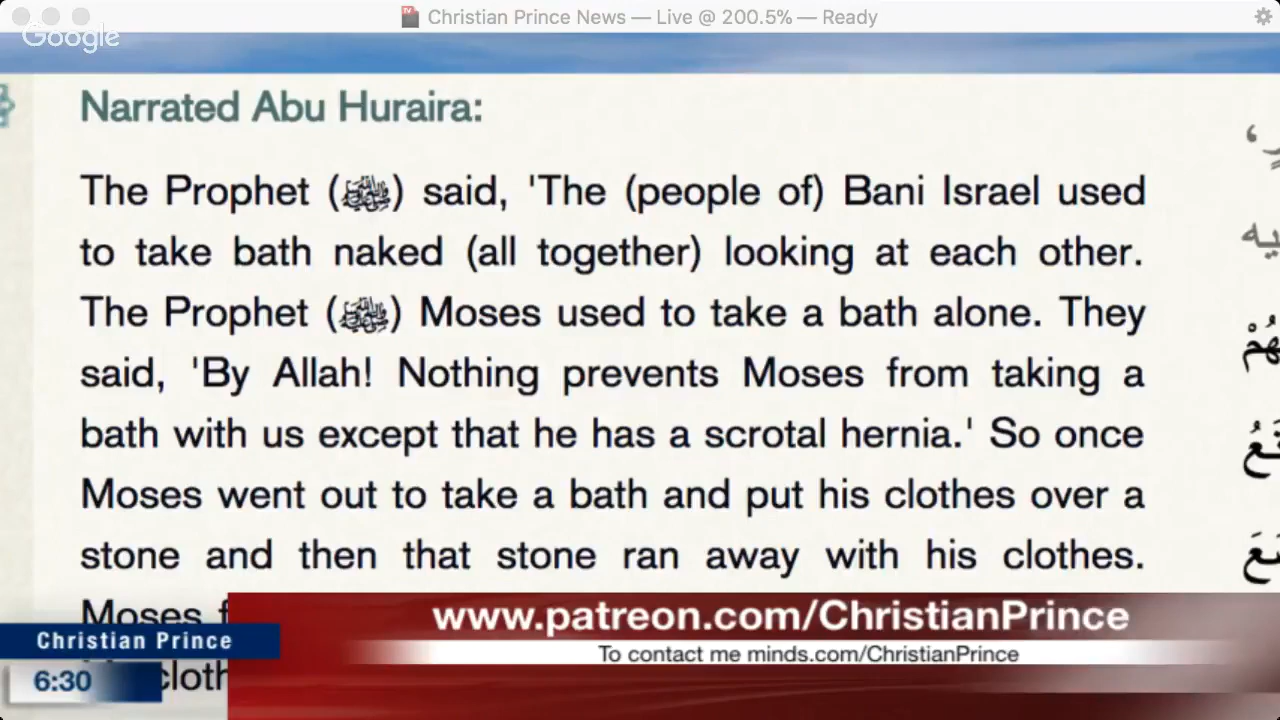 Christian Prince News — Live @ 200.5% — Ready
Google
Narrated Abu Huraira:
The Prophet (ﷺ) said, 'The (people of) Bani Israel used
to take bath naked (all together) looking at each other.
The Prophet (ﷺ) Moses used to take a bath alone. They
said, 'By Allah! Nothing prevents Moses from taking a
bath with us except that he has a scrotal hernia.' So once
Moses went out to take a bath and put his clothes over a
stone and then that stone ran away with his clothes.
Moses f
www.patreon.com/ChristianPrince
Christian Prince
To contact me minds.com/ChristianPrince
6:30
cloth